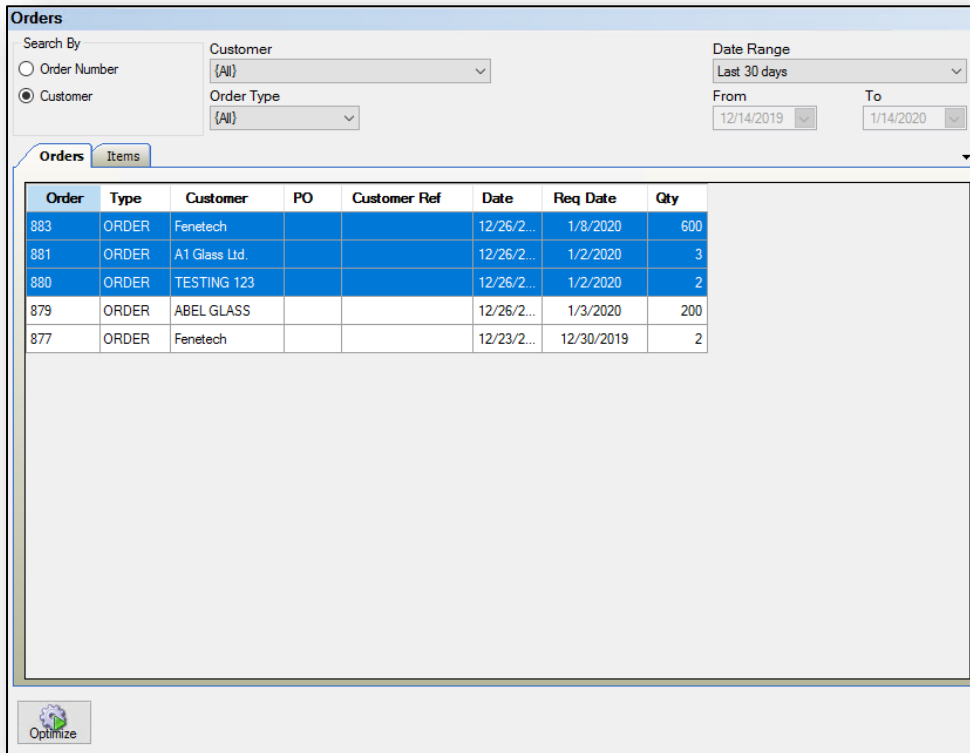 Orders
Search By
Order Number
Customer
Customer
{All}
Order Type
{All}
Date Range
Last 30 days
From To
12/14/2019 1/14/2020
Orders Items
Order Type Customer PO Customer Ref Date Req Date Qty
883 ORDER Fenetech 12/26/2... 1/8/2020 600
881 ORDER A1 Glass Ltd. 12/26/2... 1/2/2020 3
880 ORDER TESTING 123 12/26/2... 1/2/2020 2
879 ORDER ABEL GLASS 12/26/2... 1/3/2020 200
877 ORDER Fenetech 12/23/2... 12/30/2019 2
Optimize